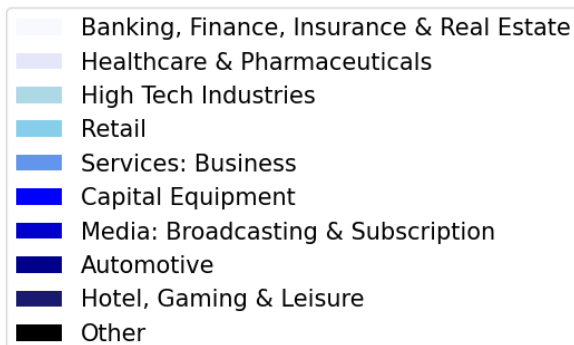 Banking, Finance, Insurance & Real Estate
Healthcare & Pharmaceuticals
High Tech Industries
Retail
Services: Business
Capital Equipment
Media: Broadcasting & Subscription
Automotive
Hotel, Gaming & Leisure
Other